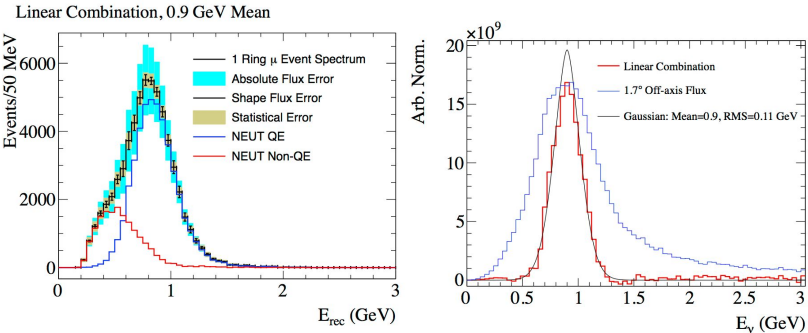 Linear Combination, 0.9 GeV Mean
Events/50 MeV
6000
4000
2000
0
1 Ring μ Event Spectrum
Absolute Flux Error
Shape Flux Error
Statistical Error
NEUT QE
NEUT Non-QE
0 1 2 3
E_rec (GeV)
×10⁹
Arb. Norm.
20
15
10
5
0
Linear Combination
1.7° Off-axis Flux
Gaussian: Mean=0.9, RMS=0.11 GeV
0 0.5 1 1.5 2 2.5 3
E_ν (GeV)